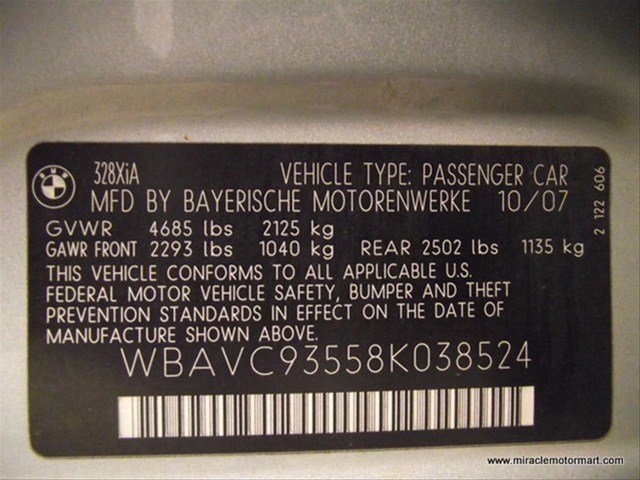 BMW
328XiA VEHICLE TYPE: PASSENGER CAR
MFD BY BAYERISCHE MOTORENWERKE 10/07
GVWR 4685 lbs 2125 kg
GAWR FRONT 2293 lbs 1040 kg REAR 2502 lbs 1135 kg
THIS VEHICLE CONFORMS TO ALL APPLICABLE U.S.
FEDERAL MOTOR VEHICLE SAFETY, BUMPER AND THEFT
PREVENTION STANDARDS IN EFFECT ON THE DATE OF
MANUFACTURE SHOWN ABOVE.
WBAVC93558K038524
2 122 606
www.miraclemotormart.com